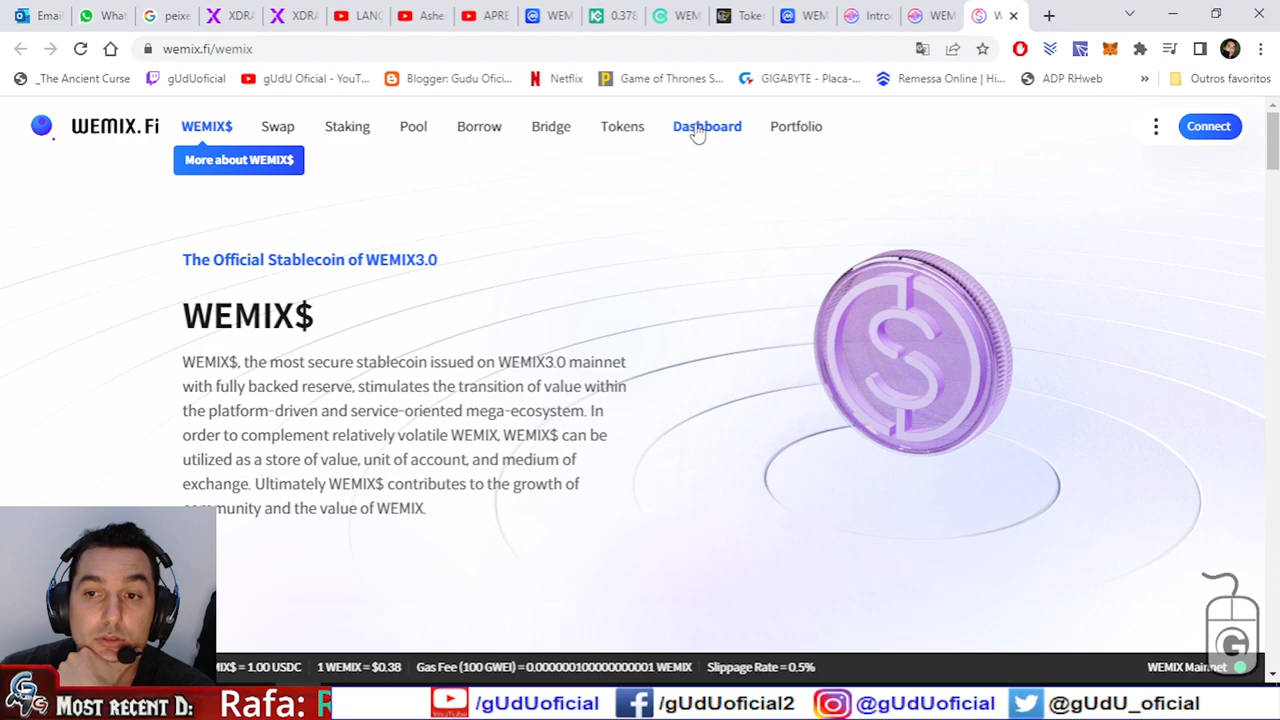 Email
What
peixe
XDRA
XDRA
LANC
Ashe
APRE
WEM
0.378
WEM
Token
WEM
Intro
WEM
W
wemix.fi/wemix
_The Ancient Curse
gUdUoficial
gUdU Oficial - YouT...
Blogger: Gudu Ofici...
Netflix
Game of Thrones S...
GIGABYTE - Placa-...
Remessa Online | Hi...
ADP RHweb
»
Outros favoritos
WEMIX.Fi
WEMIX$
Swap
Staking
Pool
Borrow
Bridge
Tokens
Dashboard
Portfolio
Connect
More about WEMIX$
The Official Stablecoin of WEMIX3.0
WEMIX$
WEMIX$, the most secure stablecoin issued on WEMIX3.0 mainnet
with fully backed reserve, stimulates the transition of value within
the platform-driven and service-oriented mega-ecosystem. In
order to complement relatively volatile WEMIX, WEMIX$ can be
utilized as a store of value, unit of account, and medium of
exchange. Ultimately WEMIX$ contributes to the growth of
and the value of WEMIX.
= 1.00 USDC
1 WEMIX = $0.38
Gas Fee (100 GWEI) = 0.000000100000000001 WEMIX
Slippage Rate = 0.5%
WEMIX Mainnet
Most recent D:
Rafa:
/gUdUoficial
/gUdUoficial2
@gUdUoficial
@gUdU_oficial